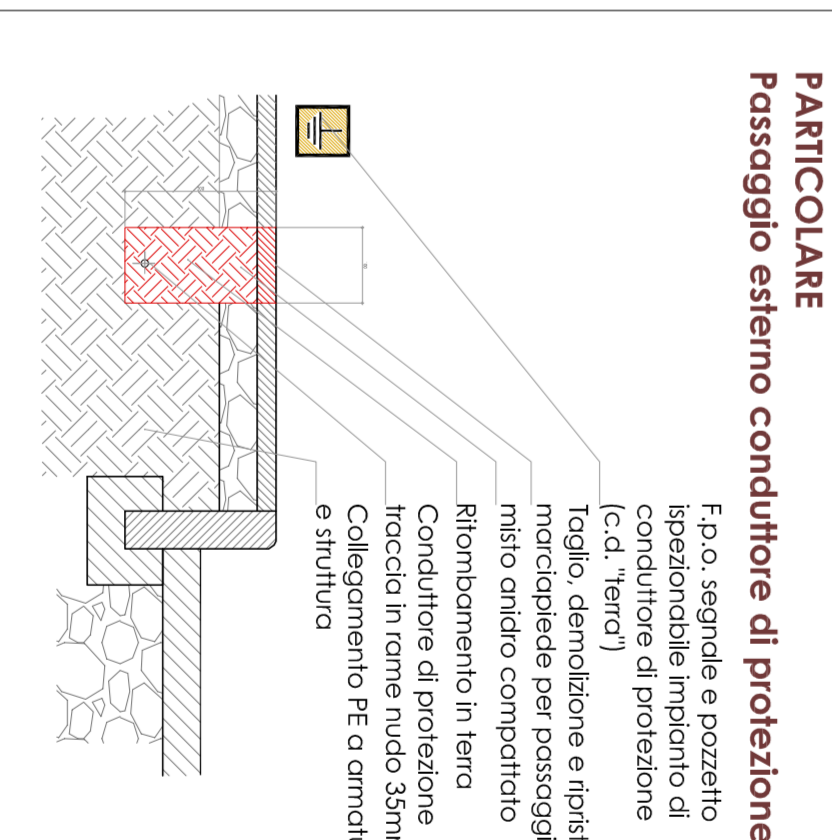 PARTICOLARE
Passaggio esterno conduttore di protezione
F.p.o. segnale e pozzetto
ispezionabile impianto di
conduttore di protezione
(c.d. "terra")
Taglio, demolizione e riprist
marciapiede per passaggi
misto anidro compattato
Ritombamento in terra
Conduttore di protezione
traccia in rame nudo 35m
Collegamento PE a armat
e struttura